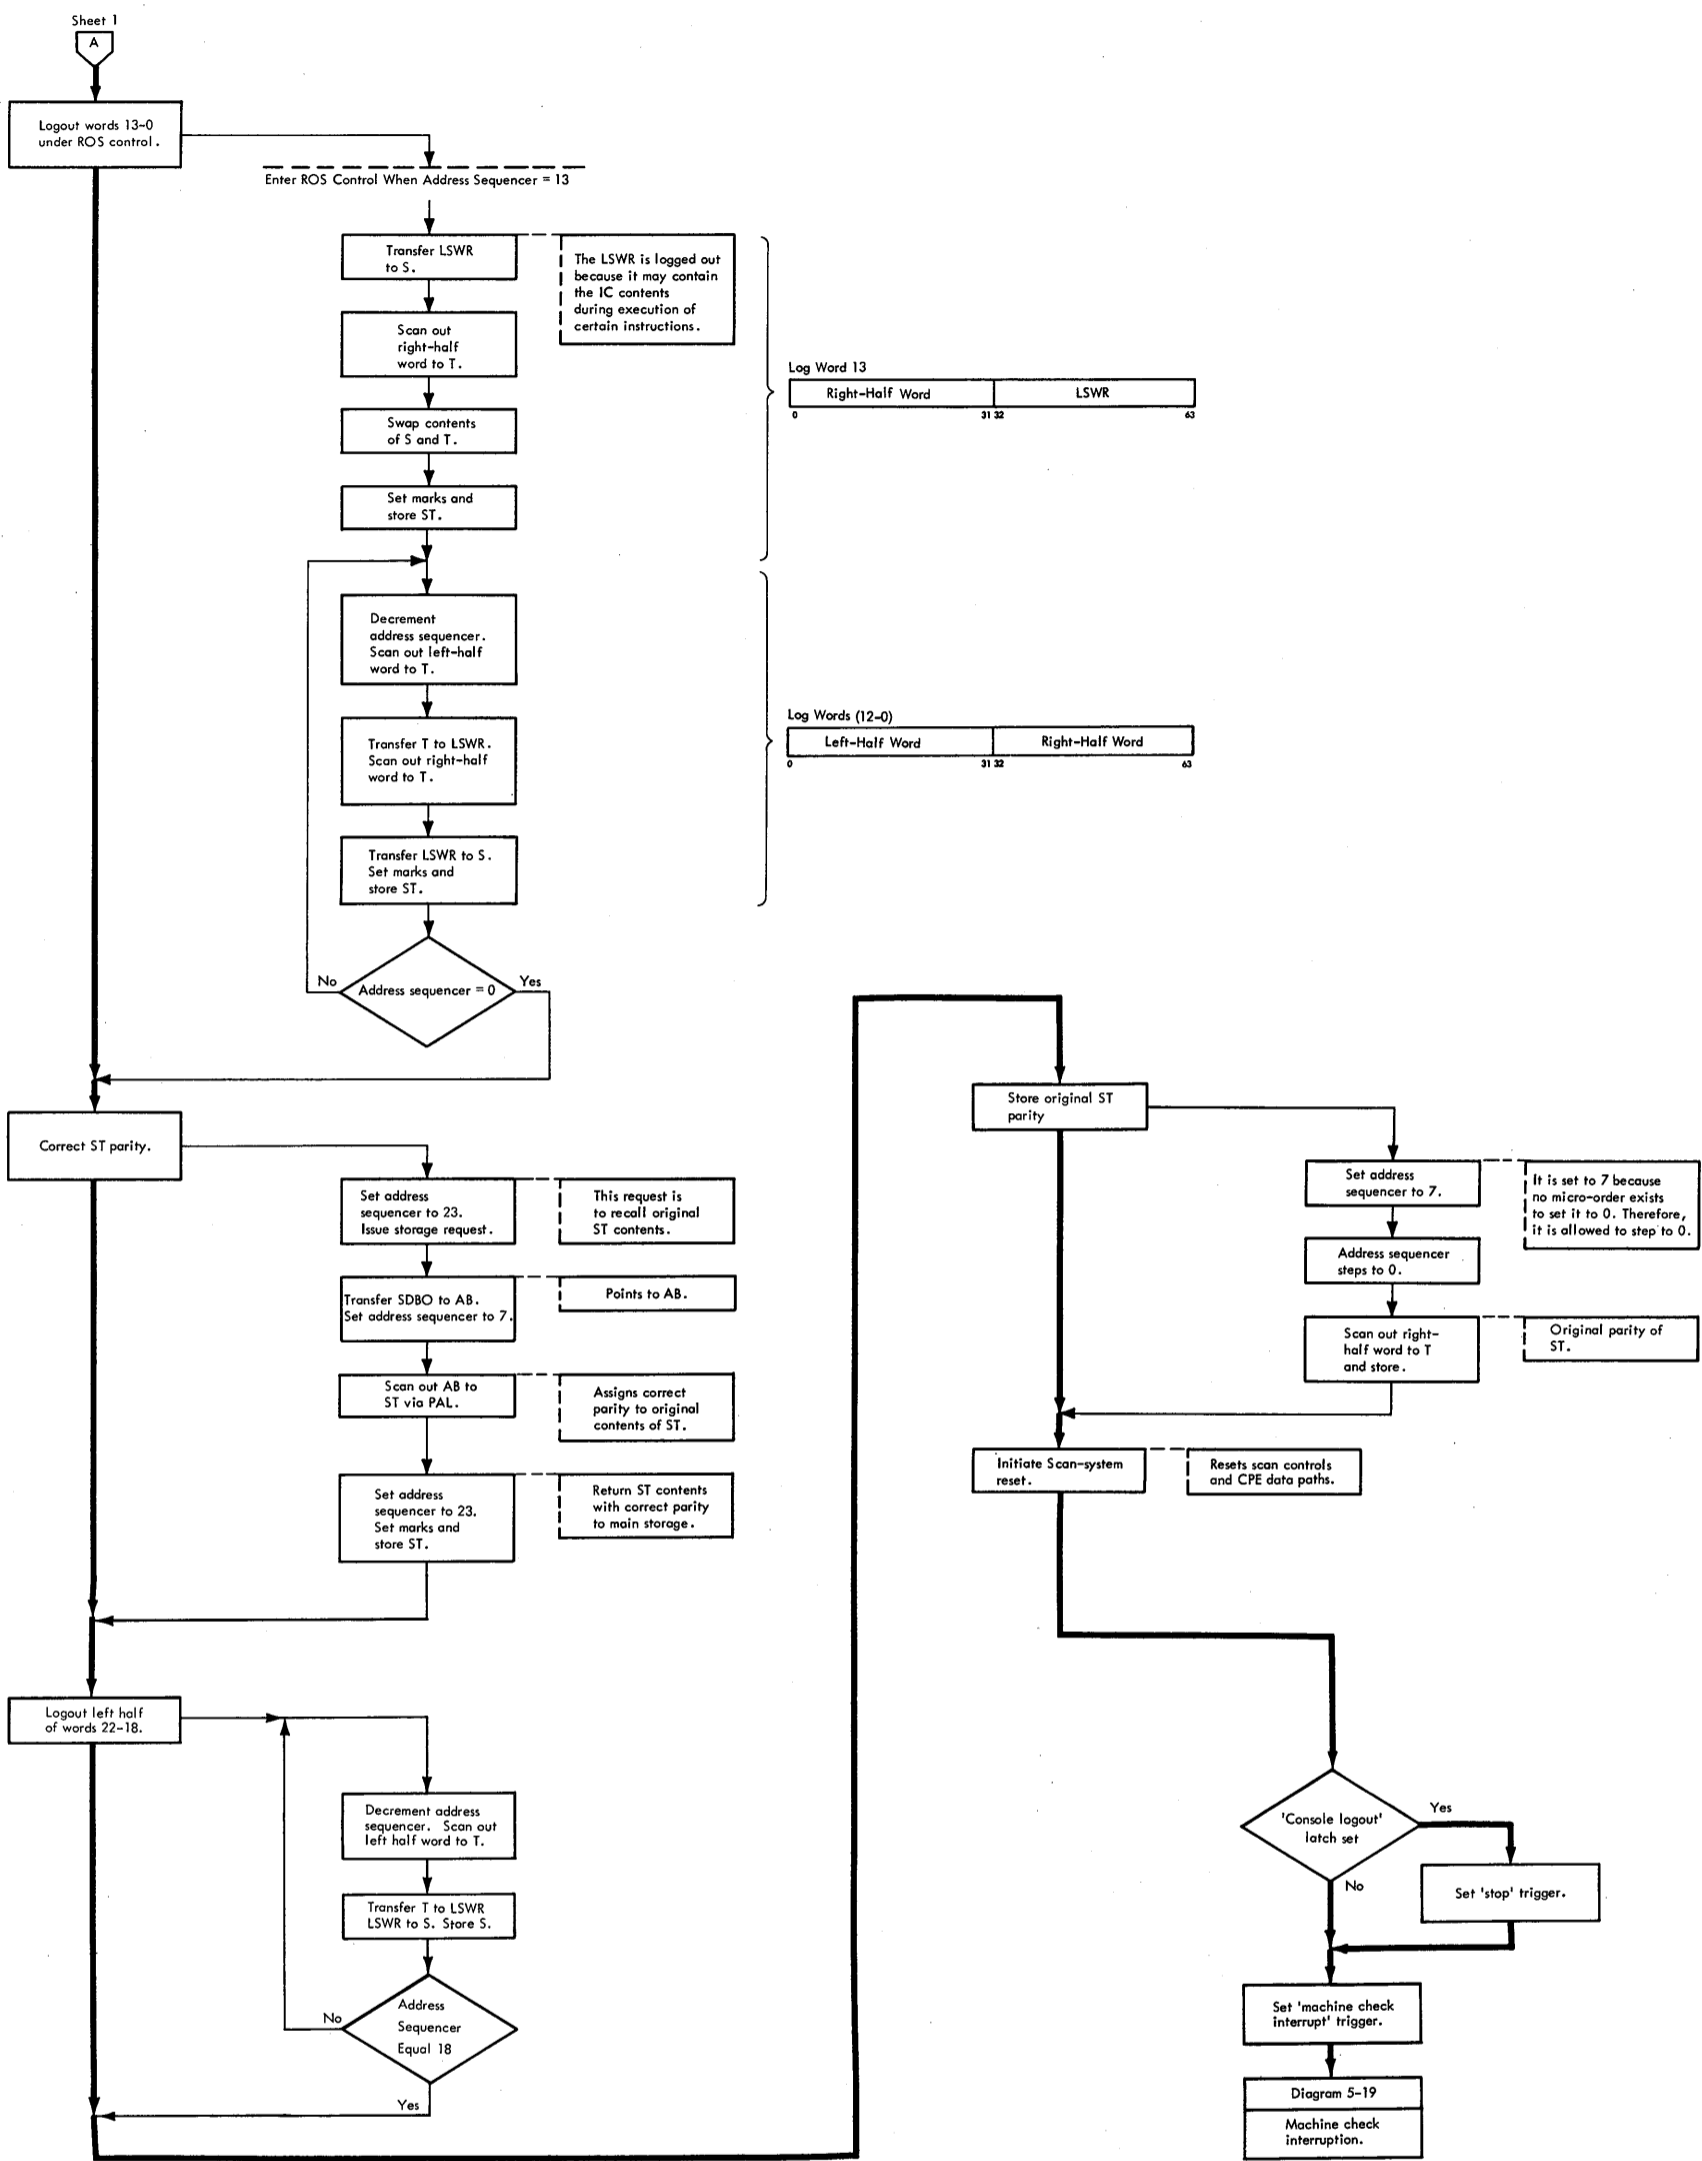 Sheet 1
A
Logout words 13-0
under ROS control.
Enter ROS Control When Address Sequencer = 13
Transfer LSWR
to S.
The LSWR is logged out
because it may contain
the IC contents
during execution of
certain instructions.
Scan out
right-half
word to T.
Swap contents
of S and T.
Set marks and
store ST.
Log Word 13
Right-Half Word
LSWR
0
31 32
63
Decrement
address sequencer.
Scan out left-half
word to T.
Transfer T to LSWR.
Scan out right-half
word to T.
Transfer LSWR to S.
Set marks and
store ST.
Log Words (12-0)
Left-Half Word
Right-Half Word
0
31 32
63
No
Address sequencer = 0
Yes
Correct ST parity.
Set address
sequencer to 23.
Issue storage request.
This request is
to recall original
ST contents.
Transfer SDBO to AB.
Set address sequencer to 7.
Points to AB.
Scan out AB to
ST via PAL.
Assigns correct
parity to original
contents of ST.
Set address
sequencer to 23.
Set marks and
store ST.
Return ST contents
with correct parity
to main storage.
Logout left half
of words 22-18.
Decrement address
sequencer. Scan out
left half word to T.
Transfer T to LSWR
LSWR to S. Store S.
Address
Sequencer
Equal 18
No
Yes
Store original ST
parity
Set address
sequencer to 7.
It is set to 7 because
no micro-order exists
to set it to 0. Therefore,
it is allowed to step to 0.
Address sequencer
steps to 0.
Scan out right-
half word to T
and store.
Original parity of
ST.
Initiate Scan-system
reset.
Resets scan controls
and CPE data paths.
'Console logout'
latch set
Yes
No
Set 'stop' trigger.
Set 'machine check
interrupt' trigger.
Diagram 5-19
Machine check
interruption.